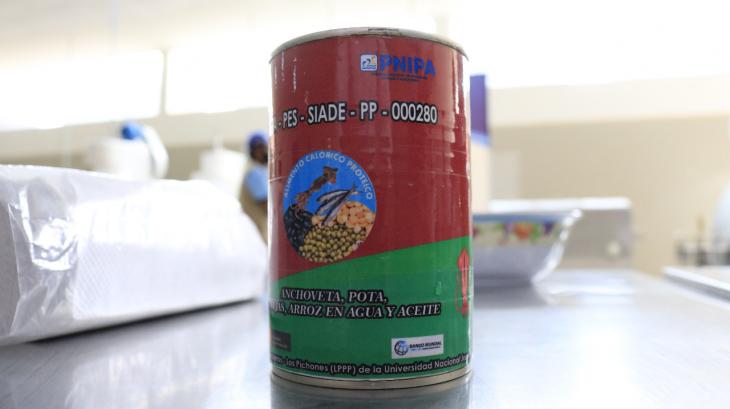 PNIPA
- PES - SIADE - PP - 000280
ALIMENTO CALÓRICO PROTEICO
ANCHOVETA, POTA,
ARROZ EN AGUA Y ACEITE
BANCO MUNDIAL
Los Pichones (LPPP) de la Universidad Nacional